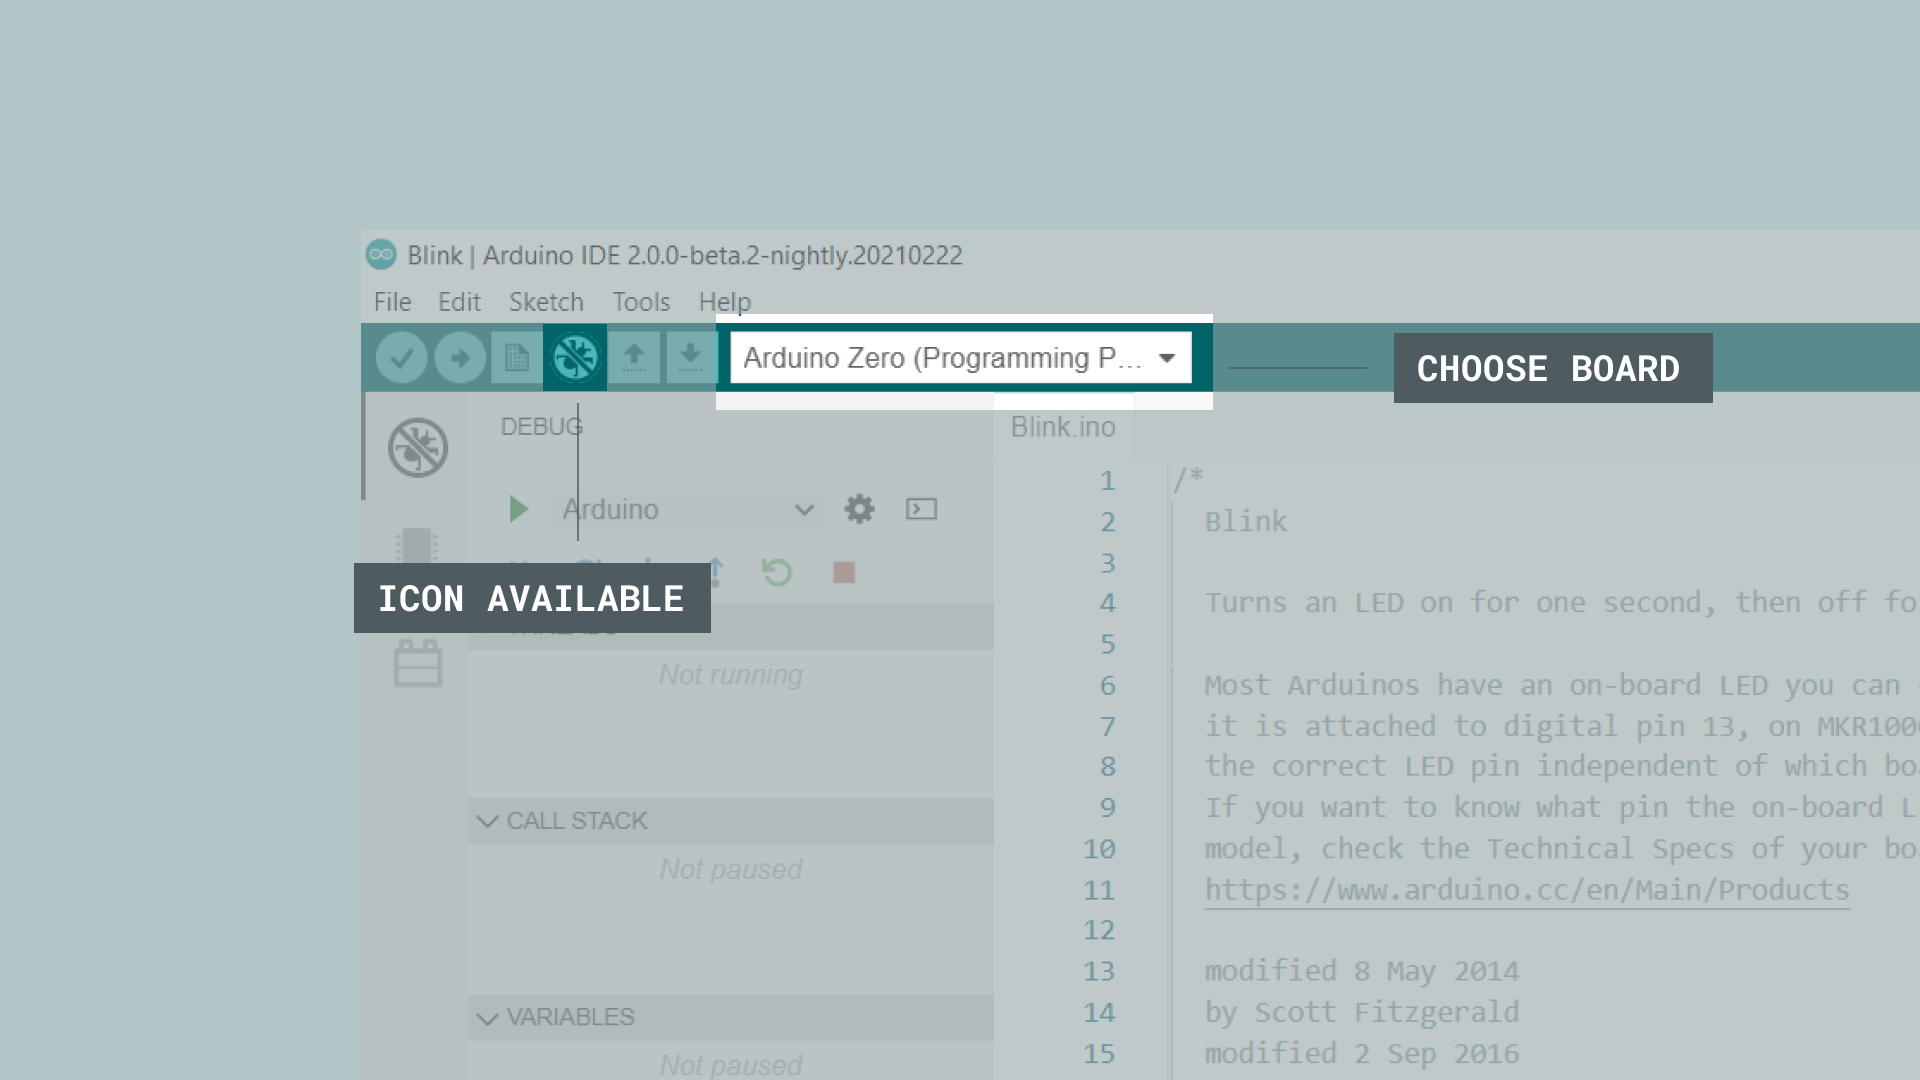 Blink | Arduino IDE 2.0.0-beta.2-nightly.20210222
File Edit Sketch Tools Help
Arduino Zero (Programming P...
CHOOSE BOARD
DEBUG
Arduino
ICON AVAILABLE
Not running
CALL STACK
Not paused
VARIABLES
Not paused
Blink.ino
1 /*
2 Blink
3
4 Turns an LED on for one second, then off fo
5
6 Most Arduinos have an on-board LED you can
7 it is attached to digital pin 13, on MKR100
8 the correct LED pin independent of which bo
9 If you want to know what pin the on-board L
10 model, check the Technical Specs of your bo
11 https://www.arduino.cc/en/Main/Products
12
13 modified 8 May 2014
14 by Scott Fitzgerald
15 modified 2 Sep 2016